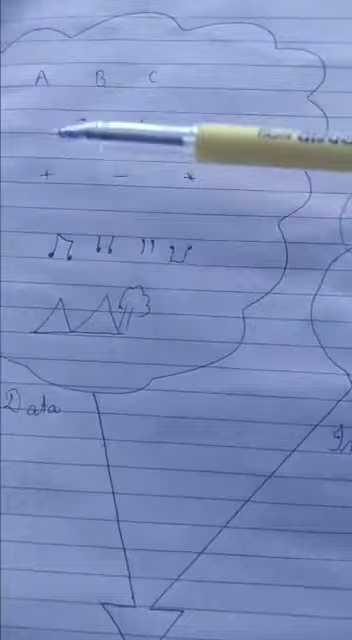 A B C
+ - *
Data